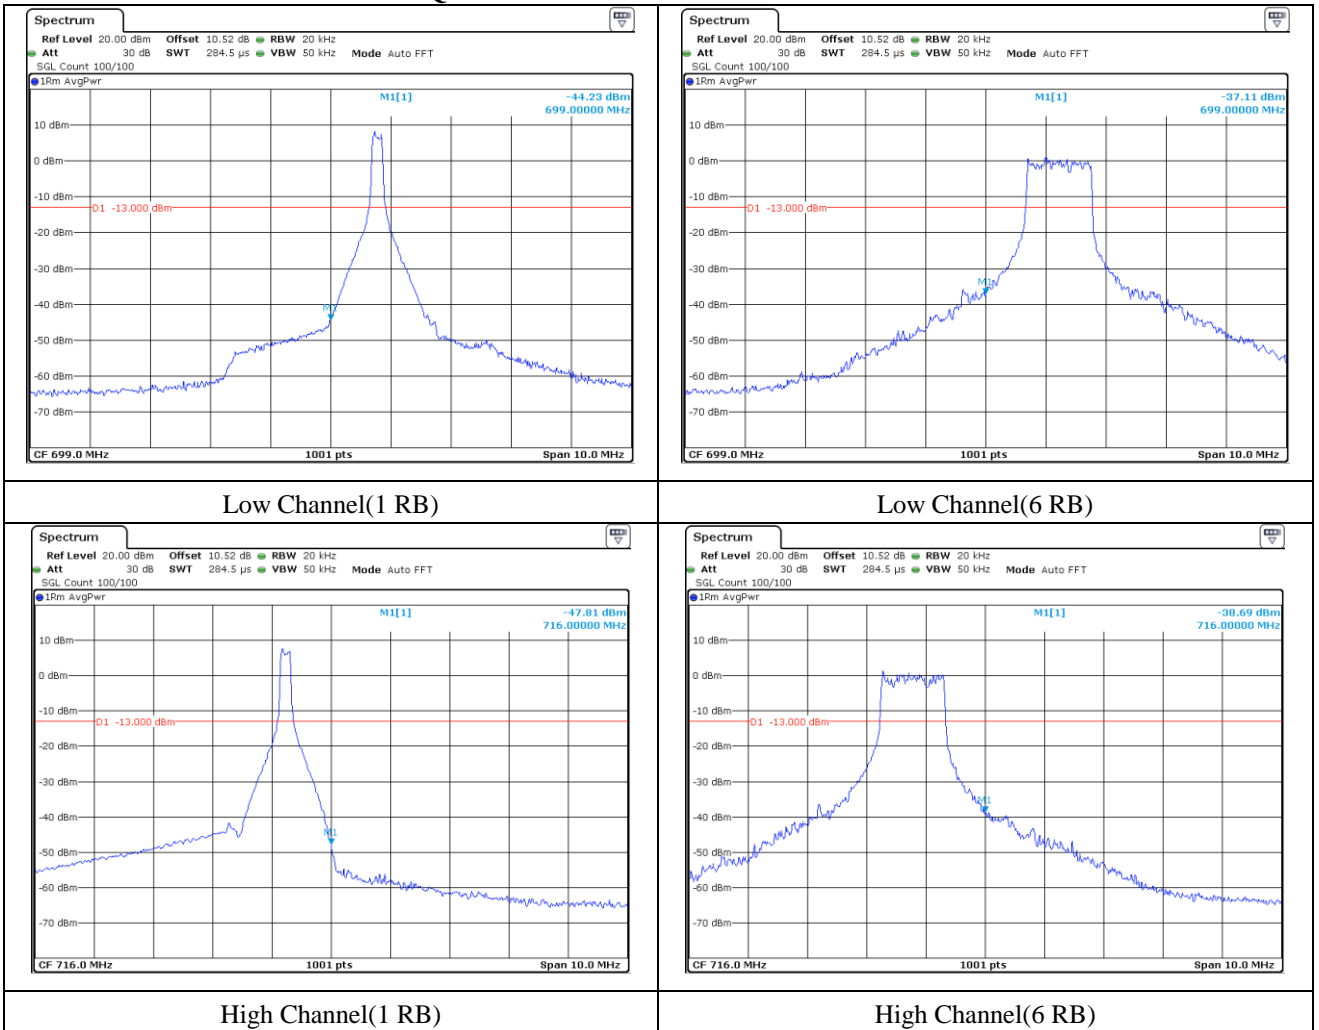 Q
Spectrum
Ref Level 20.00 dBm Offset 10.52 dB RBW 20 kHz
Att 30 dB SWT 284.5 µs VBW 50 kHz Mode Auto FFT
SGL Count 100/100
1Rm AvgPwr
M1[1] -44.23 dBm
699.00000 MHz
10 dBm
0 dBm
-10 dBm
D1 -13.000 dBm
-20 dBm
-30 dBm
-40 dBm
M1
-50 dBm
-60 dBm
-70 dBm
CF 699.0 MHz 1001 pts Span 10.0 MHz
Low Channel(1 RB)
Spectrum
Ref Level 20.00 dBm Offset 10.52 dB RBW 20 kHz
Att 30 dB SWT 284.5 µs VBW 50 kHz Mode Auto FFT
SGL Count 100/100
1Rm AvgPwr
M1[1] -37.11 dBm
699.00000 MHz
10 dBm
0 dBm
-10 dBm
D1 -13.000 dBm
-20 dBm
-30 dBm
M1
-40 dBm
-50 dBm
-60 dBm
-70 dBm
CF 699.0 MHz 1001 pts Span 10.0 MHz
Low Channel(6 RB)
Spectrum
Ref Level 20.00 dBm Offset 10.52 dB RBW 20 kHz
Att 30 dB SWT 284.5 µs VBW 50 kHz Mode Auto FFT
SGL Count 100/100
1Rm AvgPwr
M1[1] -47.81 dBm
716.00000 MHz
10 dBm
0 dBm
-10 dBm
D1 -13.000 dBm
-20 dBm
-30 dBm
-40 dBm
M1
-50 dBm
-60 dBm
-70 dBm
CF 716.0 MHz 1001 pts Span 10.0 MHz
High Channel(1 RB)
Spectrum
Ref Level 20.00 dBm Offset 10.52 dB RBW 20 kHz
Att 30 dB SWT 284.5 µs VBW 50 kHz Mode Auto FFT
SGL Count 100/100
1Rm AvgPwr
M1[1] -38.69 dBm
716.00000 MHz
10 dBm
0 dBm
-10 dBm
D1 -13.000 dBm
-20 dBm
-30 dBm
M1
-40 dBm
-50 dBm
-60 dBm
-70 dBm
CF 716.0 MHz 1001 pts Span 10.0 MHz
High Channel(6 RB)